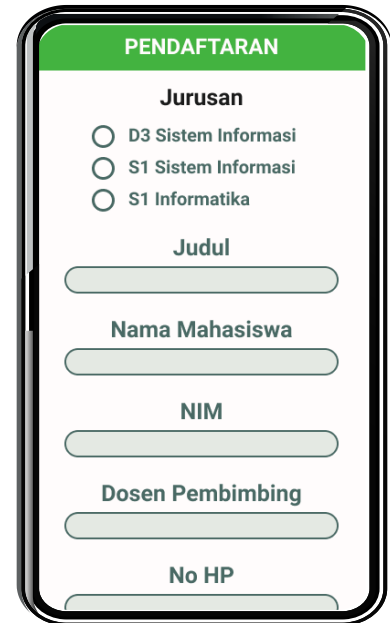 PENDAFTARAN
Jurusan
D3 Sistem Informasi
S1 Sistem Informasi
S1 Informatika
Judul
Nama Mahasiswa
NIM
Dosen Pembimbing
No HP